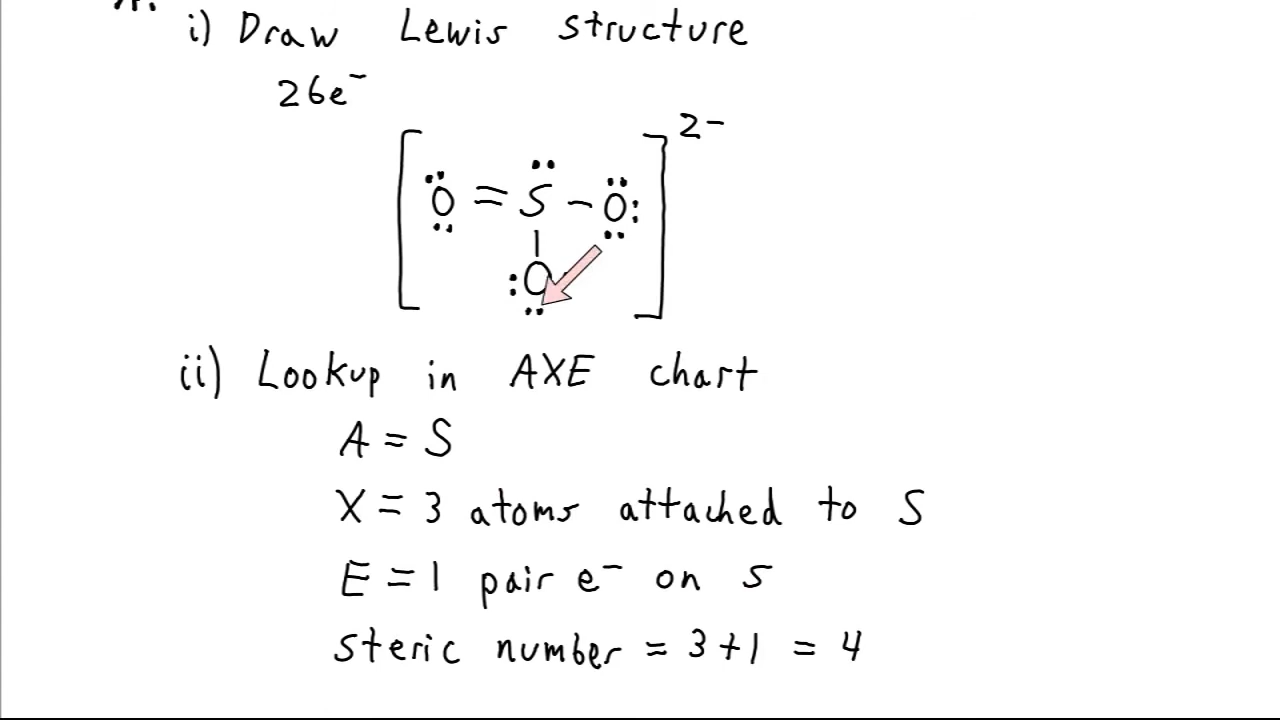 i) Draw Lewis structure
26e⁻
[:Ö=S̈-Ö:]²⁻
|
:O
ii) Lookup in AXE chart
A = S
X = 3 atoms attached to S
E = 1 pair e⁻ on S
steric number = 3+1 = 4